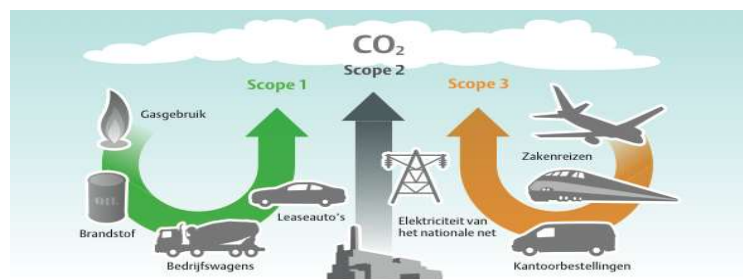 CO₂
Scope 1
Scope 2
Scope 3
Gasgebruik
OIL
Brandstof
Bedrijfswagens
Leaseauto's
Elektriciteit van
het nationale net
Zakenreizen
Kantoorbestellingen